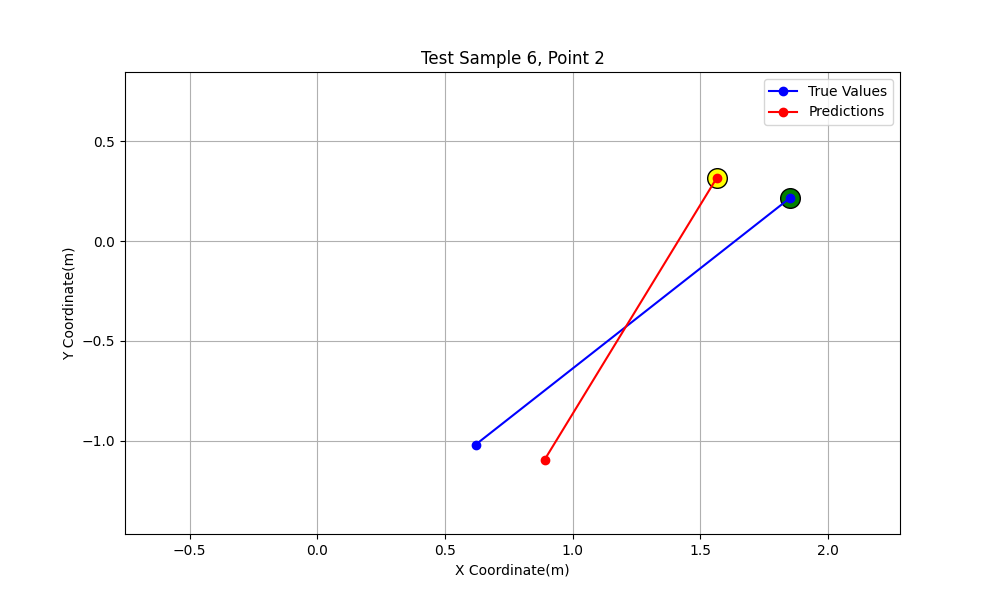 Test Sample 6, Point 2
True Values
Predictions
0.5
0.0
−0.5
−1.0
Y Coordinate(m)
−0.5
0.0
0.5
1.0
1.5
2.0
X Coordinate(m)